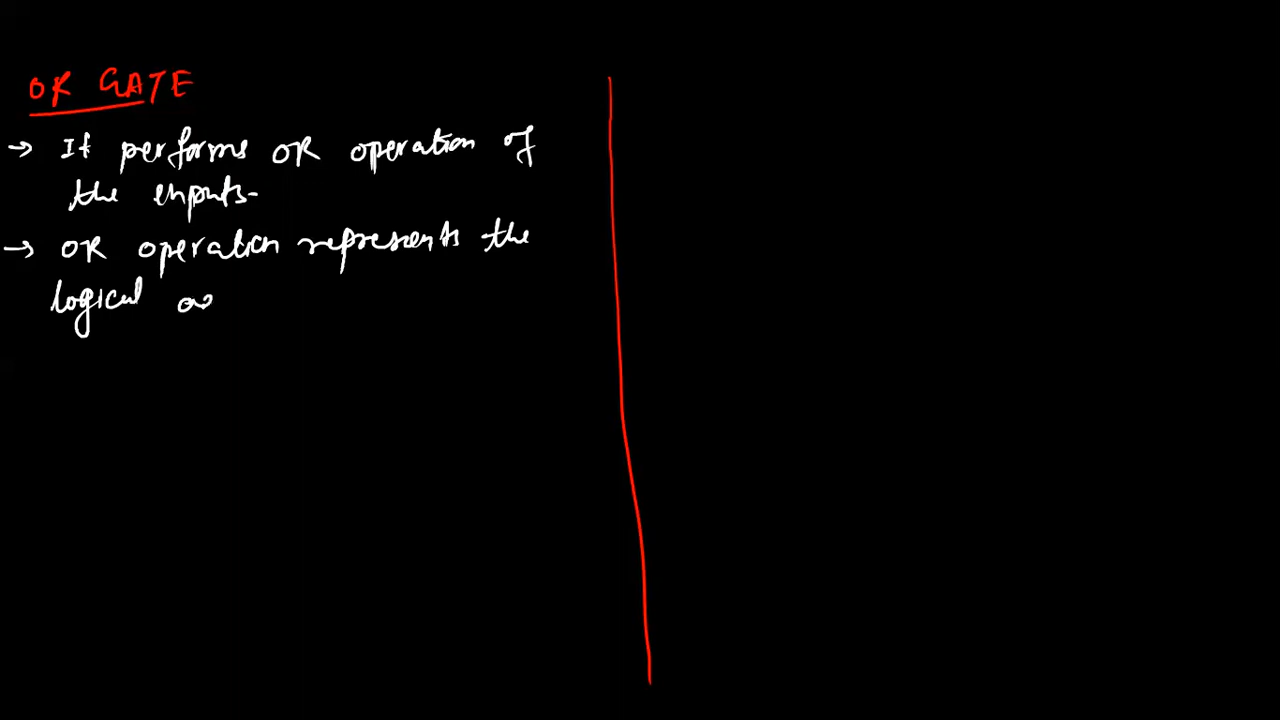 OR GATE
→ It performs OR operation of
the inputs.
→ OR operation represents the
logical